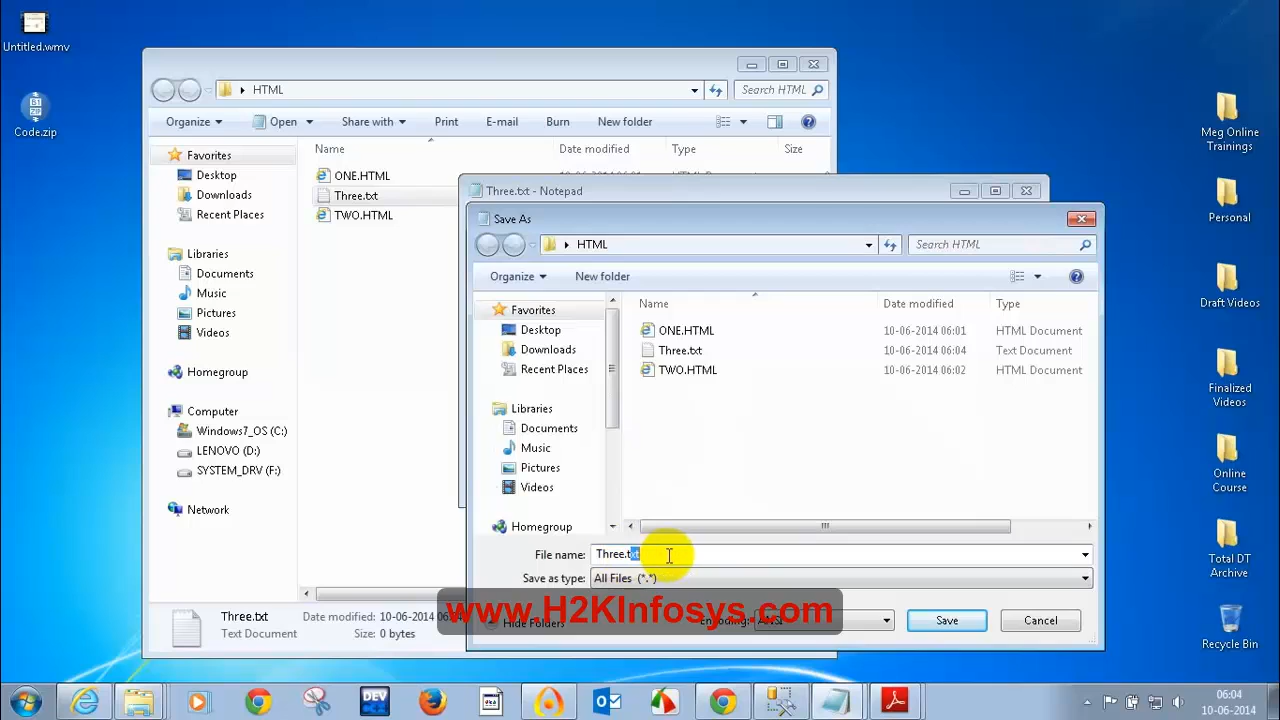 Untitled.wmv
Code.zip
HTML
Search HTML
Organize
Open
Share with
Print
E-mail
Burn
New folder
Favorites
Desktop
Downloads
Recent Places
Libraries
Documents
Music
Pictures
Videos
Homegroup
Computer
Windows7_OS (C:)
LENOVO (D:)
SYSTEM_DRV (F:)
Network
Name
Date modified
Type
Size
ONE.HTML
Three.txt
TWO.HTML
Three.txt
Date modified: 10-06-2014
Text Document
Size: 0 bytes
Three.txt - Notepad
Save As
HTML
Search HTML
Organize
New folder
Favorites
Desktop
Downloads
Recent Places
Libraries
Documents
Music
Pictures
Videos
Homegroup
Name
Date modified
Type
ONE.HTML
10-06-2014 06:01
HTML Document
Three.txt
10-06-2014 06:04
Text Document
TWO.HTML
10-06-2014 06:02
HTML Document
File name:
Three.txt
Save as type:
All Files (*.*)
Hide Folders
Encoding:
ANSI
Save
Cancel
www.H2KInfosys.com
Meg Online
Trainings
Personal
Draft Videos
Finalized
Videos
Online
Course
Total DT
Archive
Recycle Bin
DEV
06:04
10-06-2014